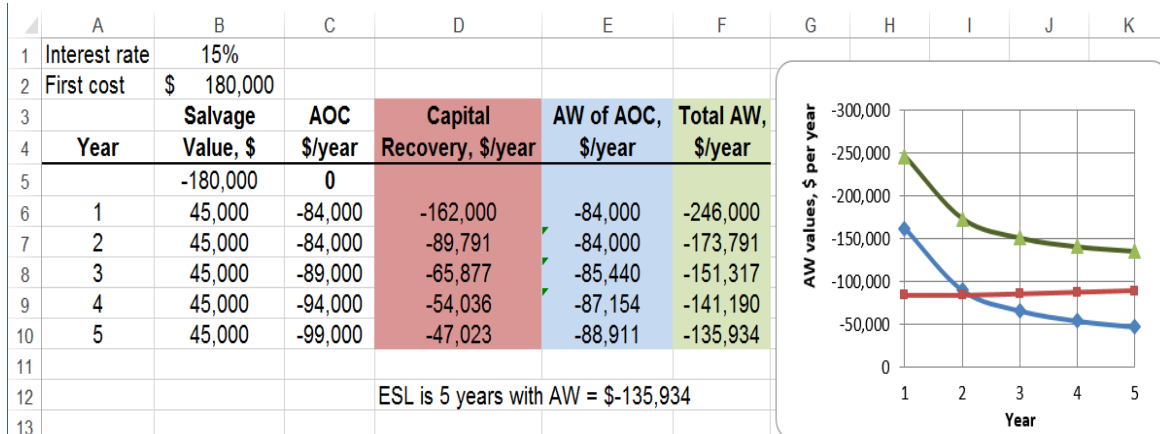 A B C D E F G H I J K
1 Interest rate 15%
2 First cost $ 180,000
3 Salvage AOC Capital AW of AOC, Total AW,
4 Year Value, $ $/year Recovery, $/year $/year $/year
5 -180,000 0
6 1 45,000 -84,000 -162,000 -84,000 -246,000
7 2 45,000 -84,000 -89,791 -84,000 -173,791
8 3 45,000 -89,000 -65,877 -85,440 -151,317
9 4 45,000 -94,000 -54,036 -87,154 -141,190
10 5 45,000 -99,000 -47,023 -88,911 -135,934
11
12 ESL is 5 years with AW = $-135,934
13
AW values, $ per year
-300,000
-250,000
-200,000
-150,000
-100,000
-50,000
0
1 2 3 4 5
Year